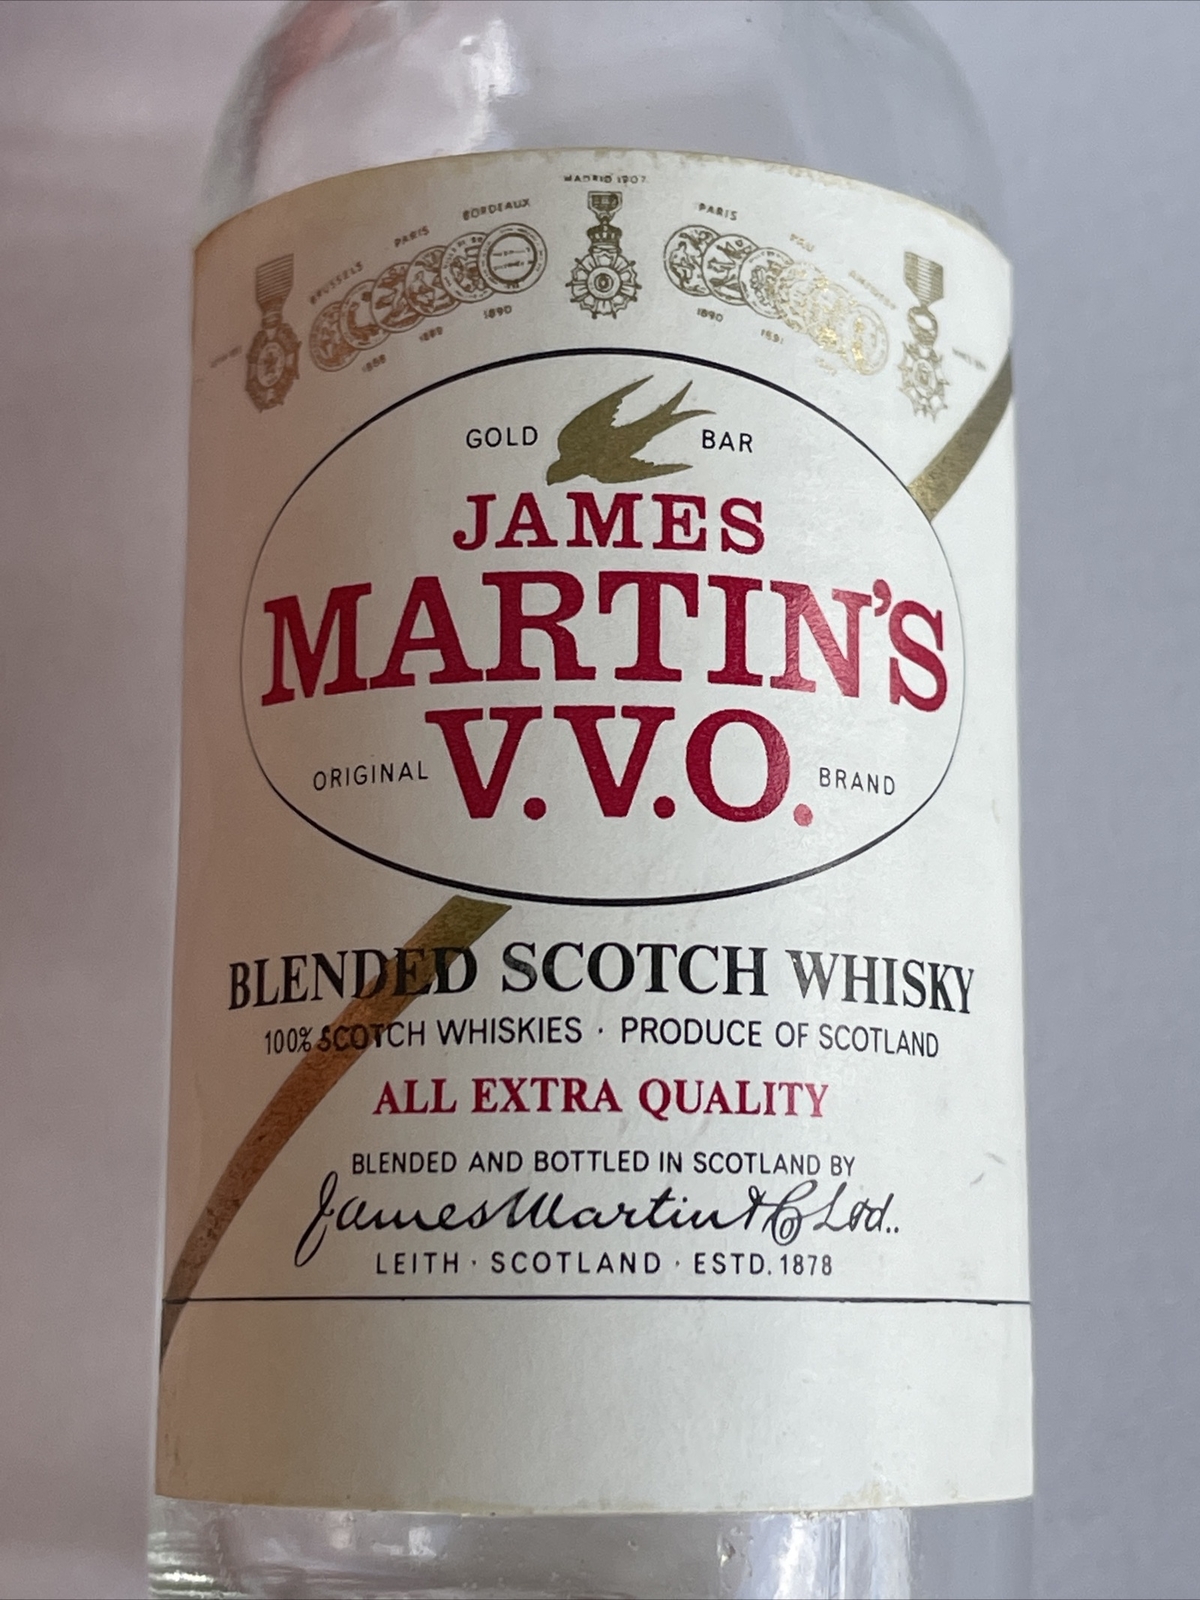 MADRID 1907
BORDEAUX
PARIS
BRUSSELS
PARIS
PAU
1888
1889
1890
1890
1891
GOLD BAR
JAMES
MARTIN'S
ORIGINAL V.V.O. BRAND
BLENDED SCOTCH WHISKY
100% SCOTCH WHISKIES · PRODUCE OF SCOTLAND
ALL EXTRA QUALITY
BLENDED AND BOTTLED IN SCOTLAND BY
James Martin & Co Ltd..
LEITH · SCOTLAND · ESTD. 1878